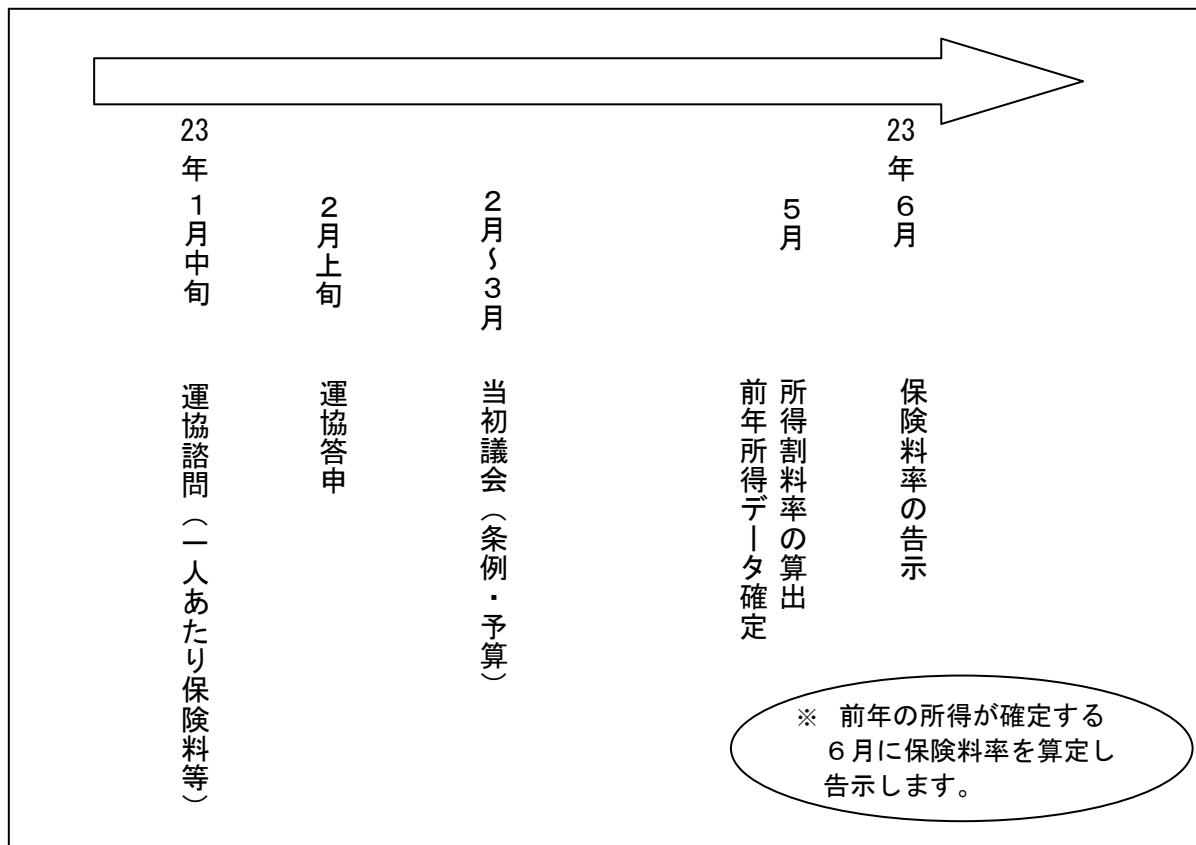 23年1月中旬
運協諮問(一人あたり保険料等)
2月上旬
運協答申
2月～3月
当初議会(条例・予算)
5月
所得割料率の算出
前年所得データ確定
23年6月
保険料率の告示
※ 前年の所得が確定する
6月に保険料率を算定し
告示します。